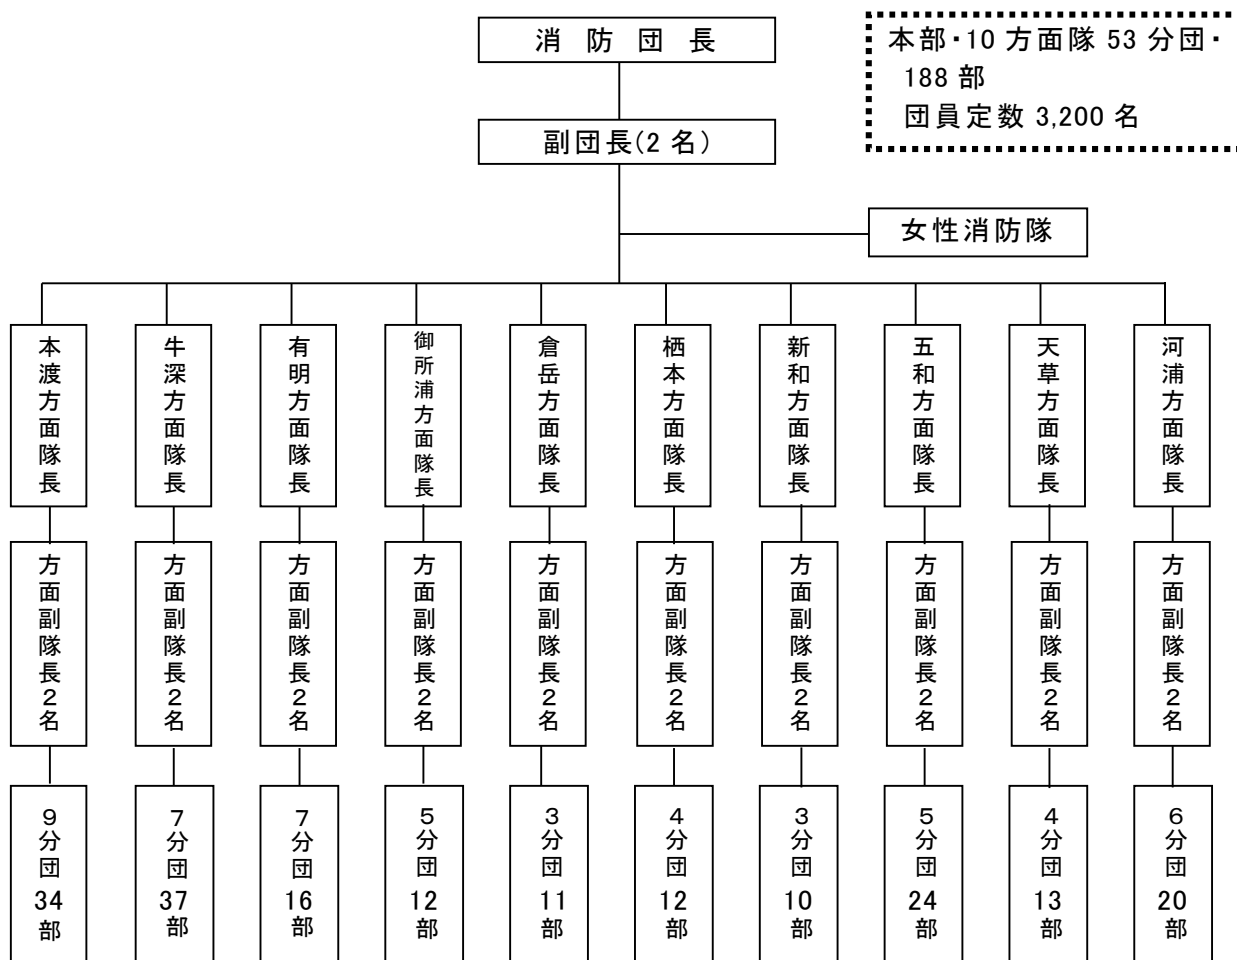 消防団長
本部・10方面隊 53分団・
188部
団員定数 3,200名
副団長(2名)
女性消防隊
本渡方面隊長
牛深方面隊長
有明方面隊長
御所浦方面隊長
倉岳方面隊長
栖本方面隊長
新和方面隊長
五和方面隊長
天草方面隊長
河浦方面隊長
方面副隊長2名
方面副隊長2名
方面副隊長2名
方面副隊長2名
方面副隊長2名
方面副隊長2名
方面副隊長2名
方面副隊長2名
方面副隊長2名
方面副隊長2名
9分団34部
7分団37部
7分団16部
5分団12部
3分団11部
4分団12部
3分団10部
5分団24部
4分団13部
6分団20部